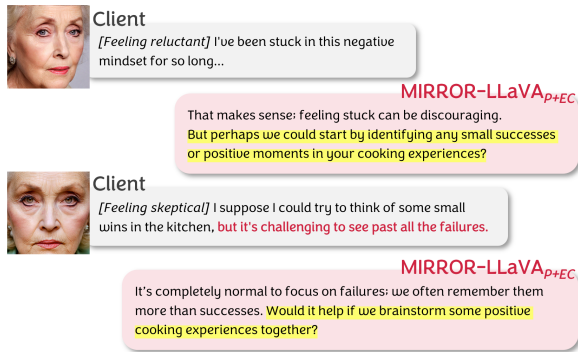 Client
[Feeling reluctant] I've been stuck in this negative
mindset for so long...
MIRROR-LLaVA P+EC
That makes sense; feeling stuck can be discouraging.
But perhaps we could start by identifying any small successes
or positive moments in your cooking experiences?
Client
[Feeling skeptical] I suppose I could try to think of some small
wins in the kitchen, but it's challenging to see past all the failures.
MIRROR-LLaVA P+EC
It's completely normal to focus on failures; we often remember them
more than successes. Would it help if we brainstorm some positive
cooking experiences together?